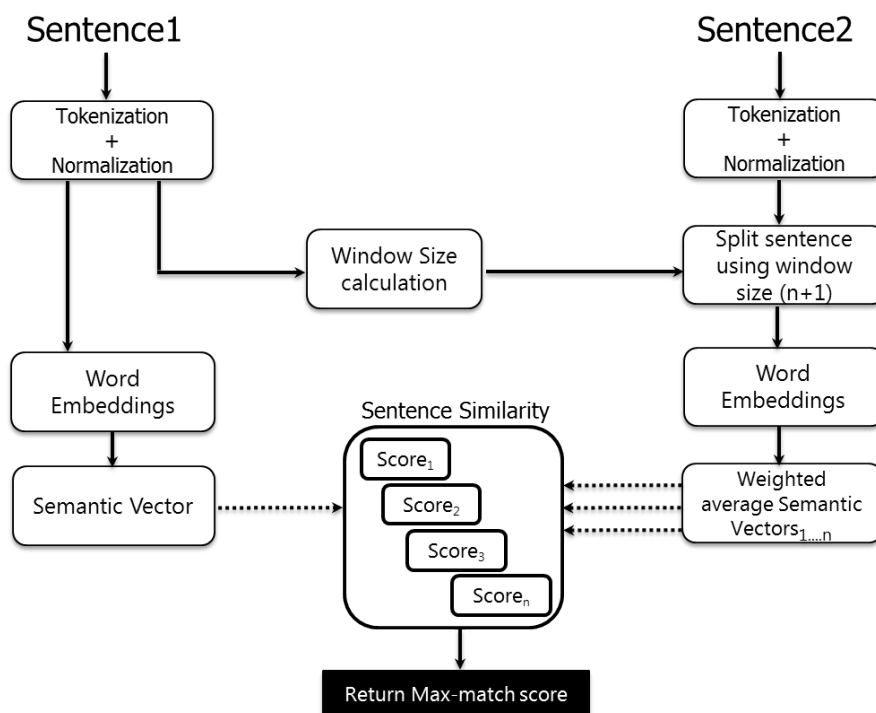 Sentence1
Sentence2
Tokenization
+
Normalization
Tokenization
+
Normalization
Window Size
calculation
Split sentence
using window
size (n+1)
Word
Embeddings
Word
Embeddings
Sentence Similarity
Semantic Vector
Score1
Score2
Score3
Scoren
Weighted
average Semantic
Vectors1....n
Return Max-match score